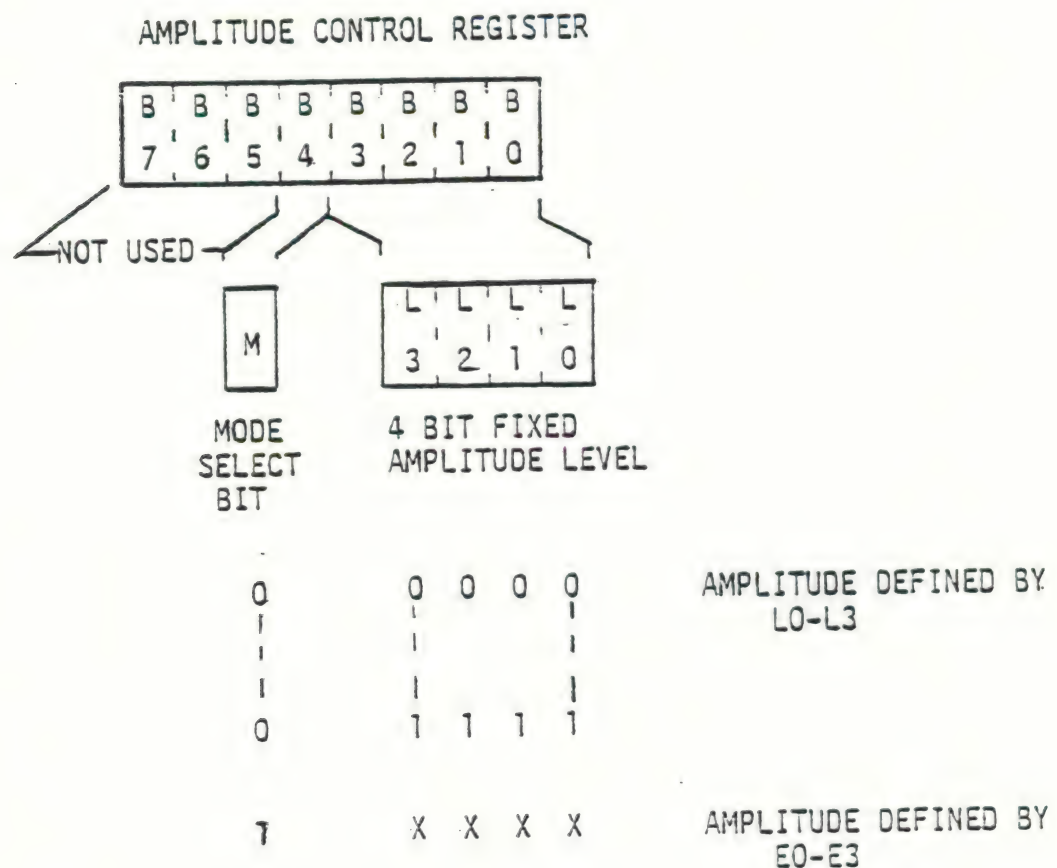 AMPLITUDE CONTROL REGISTER
B B B B B B B B
7 6 5 4 3 2 1 0
NOT USED
M
L L L L
3 2 1 0
MODE
SELECT
BIT
4 BIT FIXED
AMPLITUDE LEVEL
0 0 0 0 0 AMPLITUDE DEFINED BY
L0-L3
0 1 1 1 1
1 X X X X AMPLITUDE DEFINED BY
E0-E3